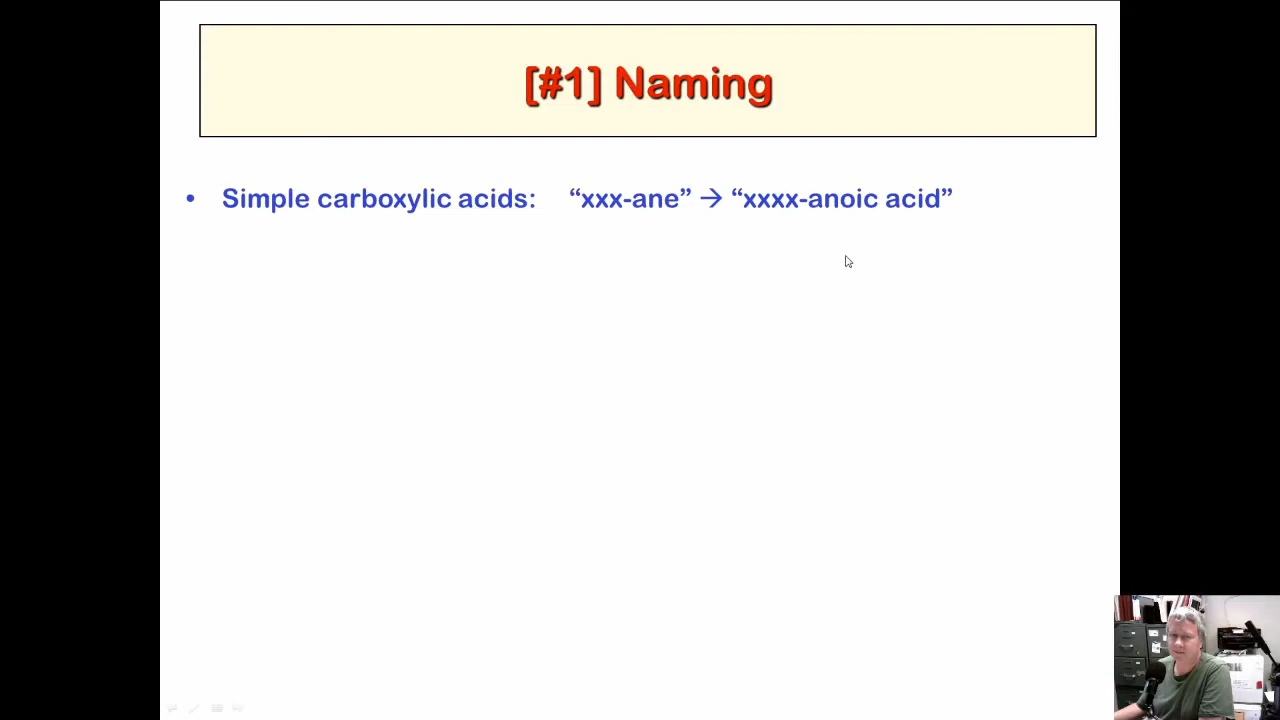 [#1] Naming
• Simple carboxylic acids: “xxx-ane” → “xxxx-anoic acid”